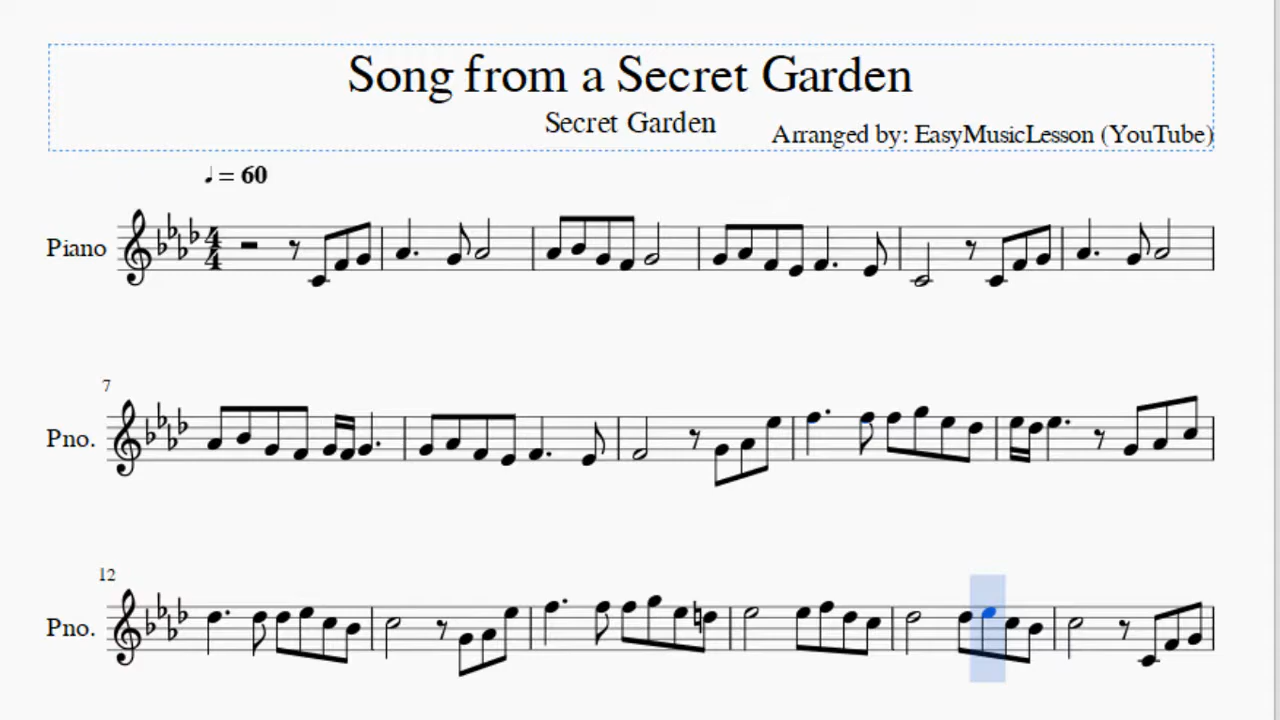 Song from a Secret Garden
Secret Garden
Arranged by: EasyMusicLesson (YouTube)
♩ = 60
Piano
7
Pno.
12
Pno.